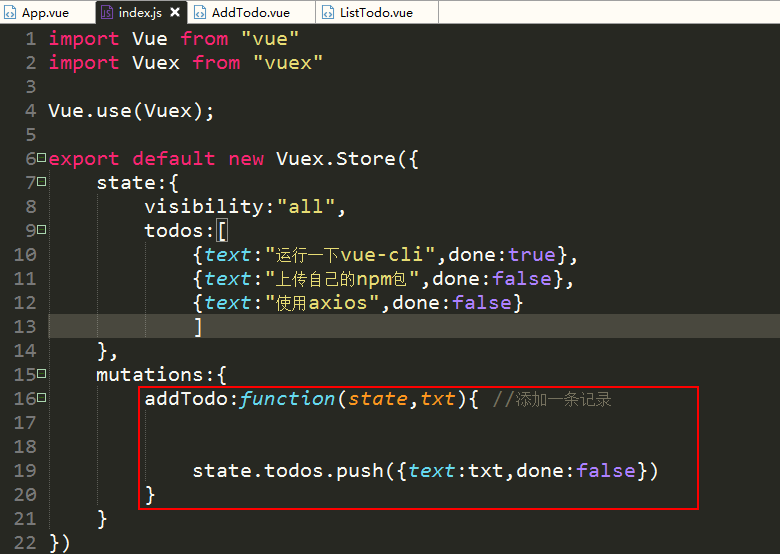 App.vue index.js AddTodo.vue ListTodo.vue
1 import Vue from "vue"
2 import Vuex from "vuex"
3
4 Vue.use(Vuex);
5
6 export default new Vuex.Store({
7 state:{
8 visibility:"all",
9 todos:[
10 {text:"运行一下vue-cli",done:true},
11 {text:"上传自己的npm包",done:false},
12 {text:"使用axios",done:false}
13 ]
14 },
15 mutations:{
16 addTodo:function(state,txt){ //添加一条记录
17
18
19 state.todos.push({text:txt,done:false})
20 }
21 }
22 })